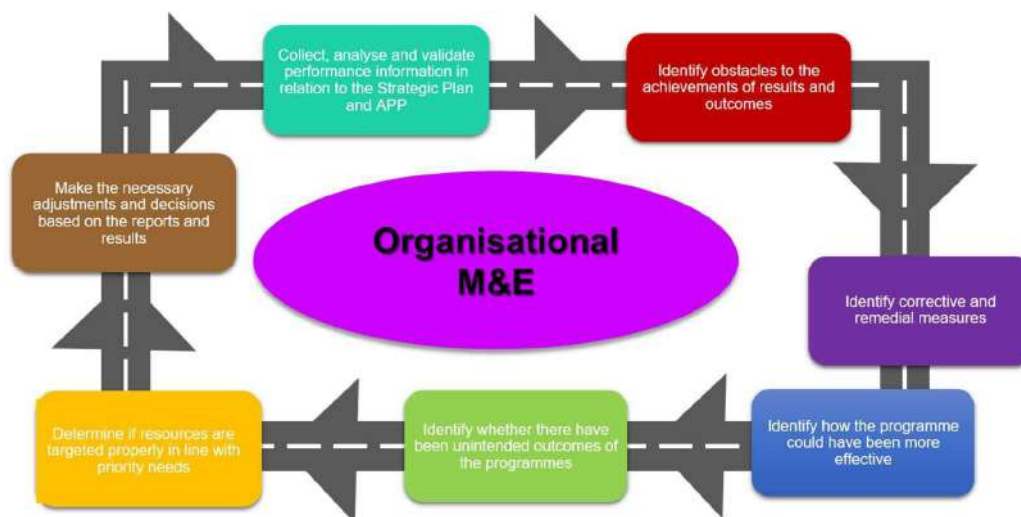 Collect, analyse and validate
performance information in
relation to the Strategic Plan
and APP
Identify obstacles to the
achievements of results and
outcomes
Make the necessary
adjustments and decisions
based on the reports and
results
Organisational
M&E
Identify corrective and
remedial measures
Determine if resources are
targeted properly in line with
priority needs
Identify whether there have
been unintended outcomes of
the programmes
Identify how the programme
could have been more
effective